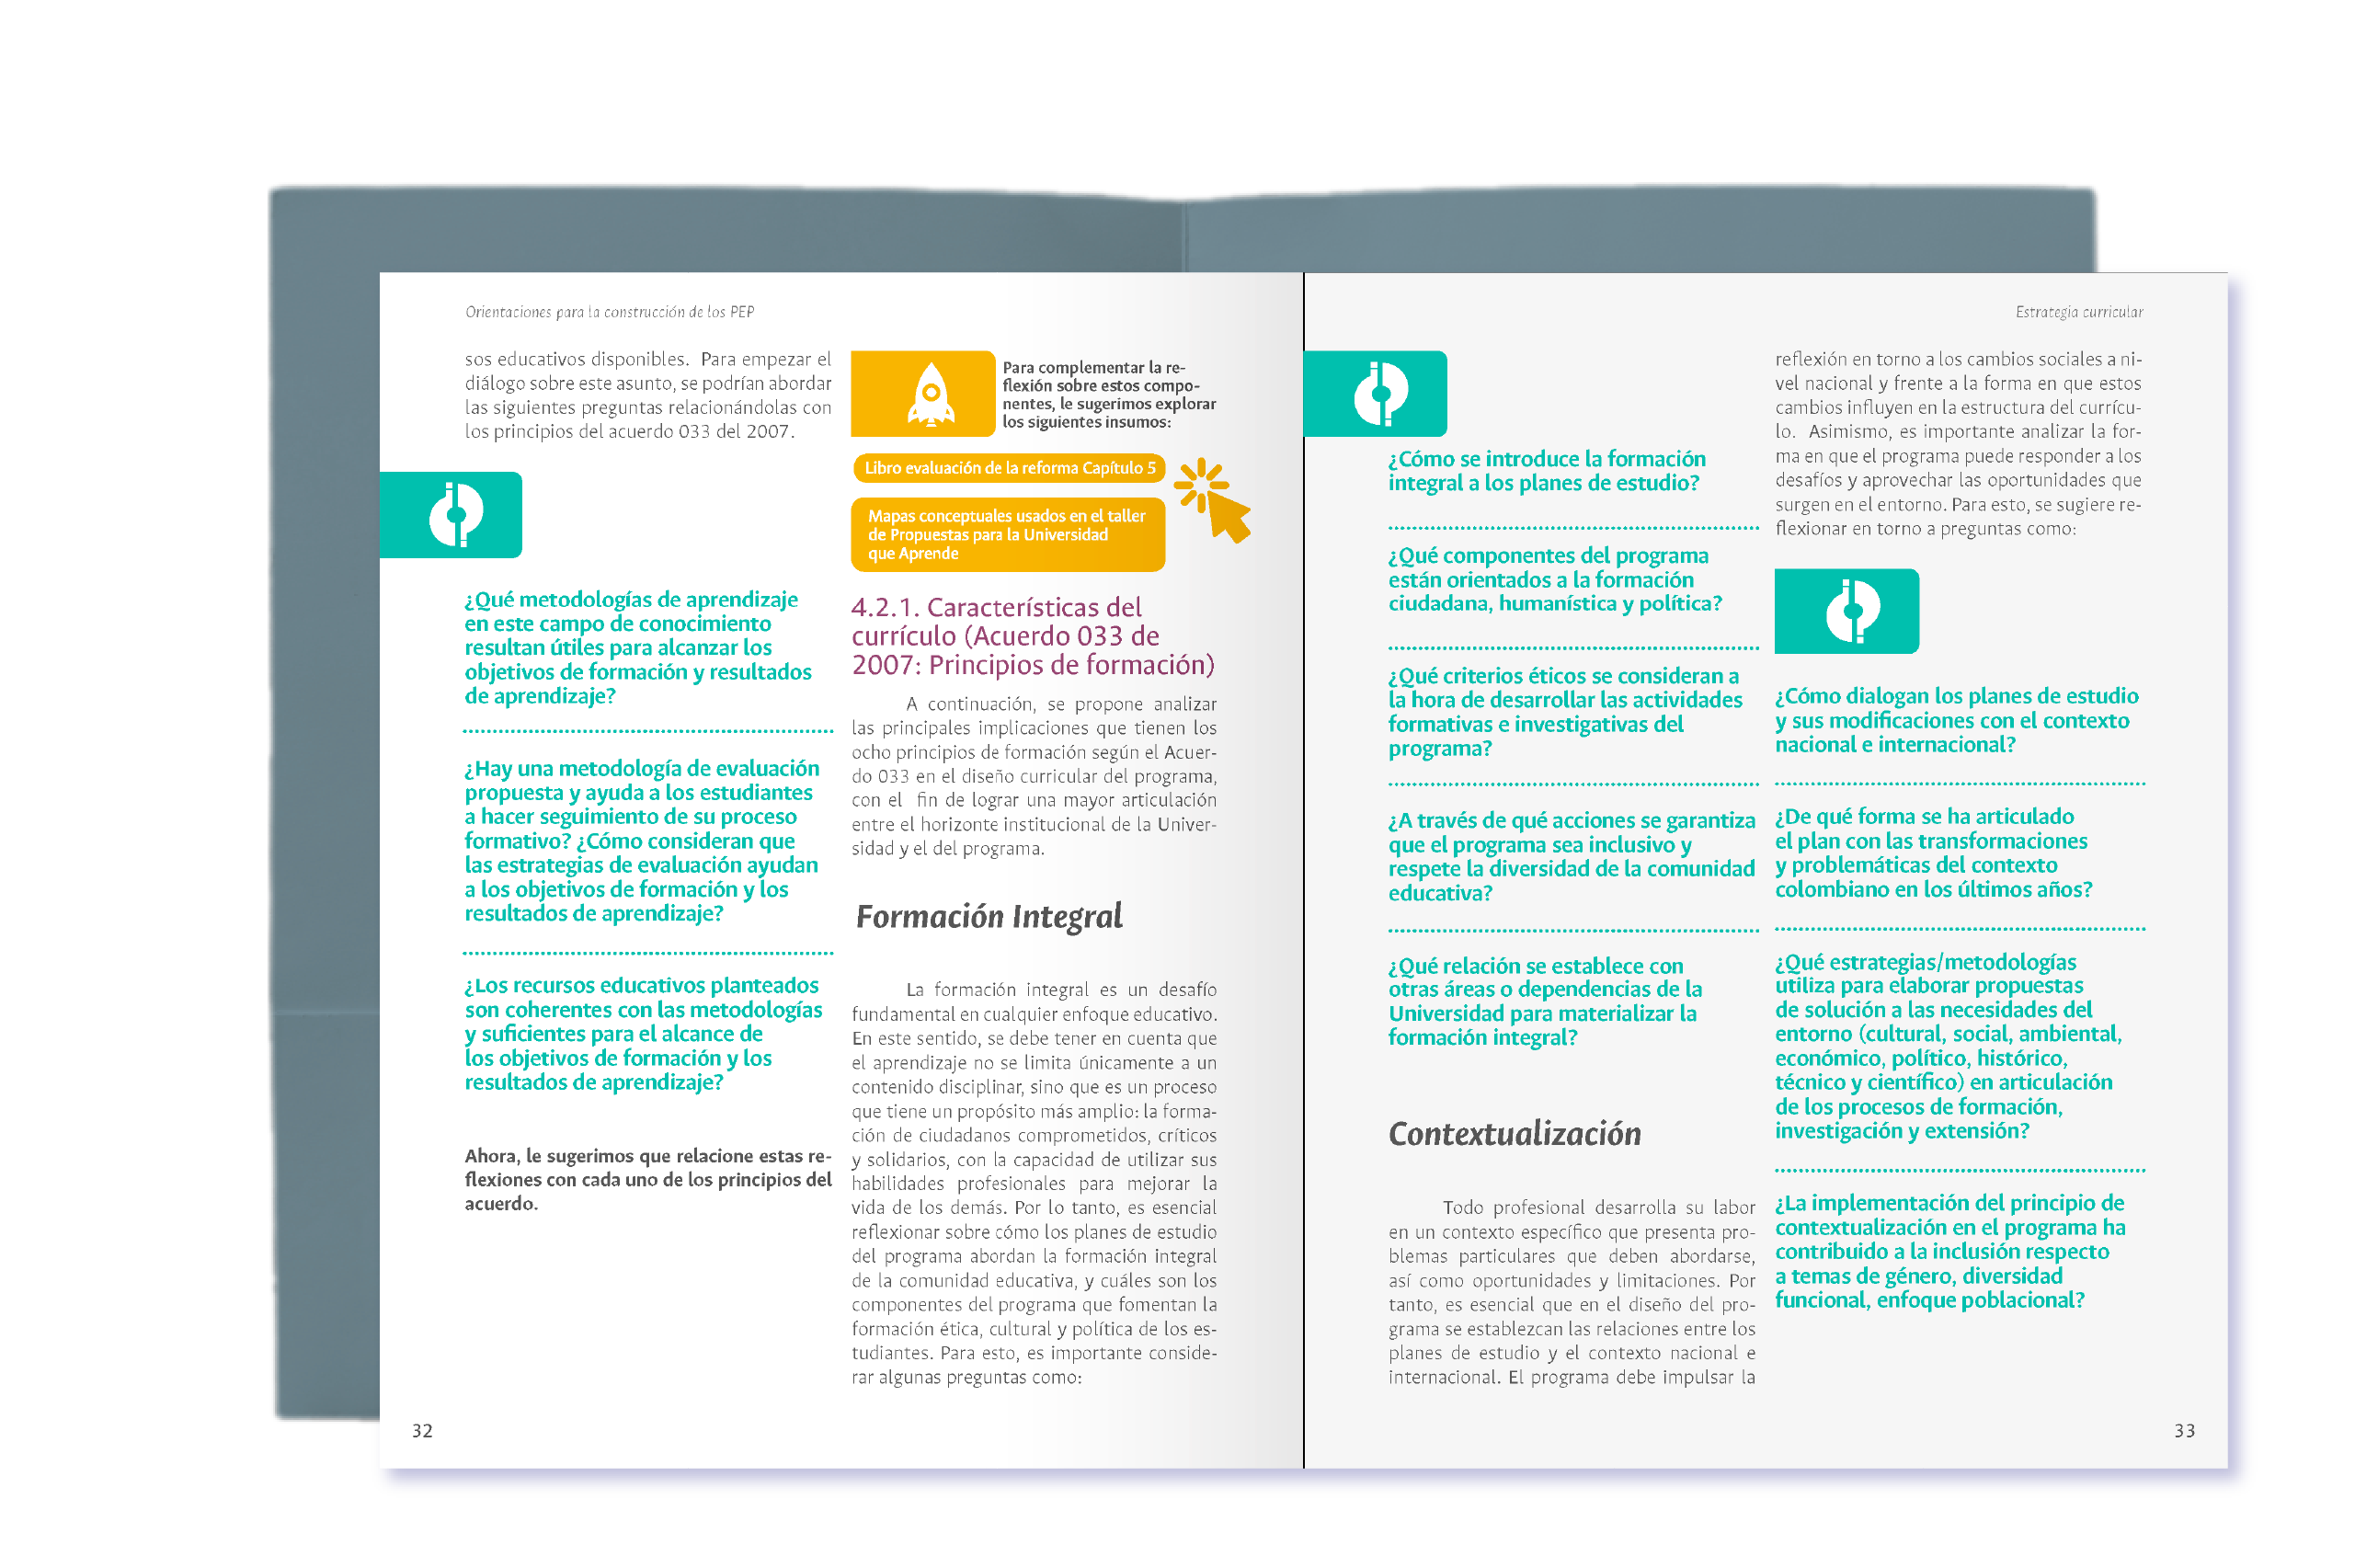 Orientaciones para la construcción de los PEP
sos educativos disponibles. Para empezar el
diálogo sobre este asunto, se podrían abordar
las siguientes preguntas relacionándolas con
los principios del acuerdo 033 del 2007.
¿Qué metodologías de aprendizaje
en este campo de conocimiento
resultan útiles para alcanzar los
objetivos de formación y resultados
de aprendizaje?
¿Hay una metodología de evaluación
propuesta y ayuda a los estudiantes
a hacer seguimiento de su proceso
formativo? ¿Cómo consideran que
las estrategias de evaluación ayudan
a los objetivos de formación y los
resultados de aprendizaje?
¿Los recursos educativos planteados
son coherentes con las metodologías
y suficientes para el alcance de
los objetivos de formación y los
resultados de aprendizaje?
Ahora, le sugerimos que relacione estas re-
flexiones con cada uno de los principios del
acuerdo.
Para complementar la re-
flexión sobre estos compo-
nentes, le sugerimos explorar
los siguientes insumos:
Libro evaluación de la reforma Capítulo 5
Mapas conceptuales usados en el taller
de Propuestas para la Universidad
que Aprende
4.2.1. Características del
currículo (Acuerdo 033 de
2007: Principios de formación)
A continuación, se propone analizar
las principales implicaciones que tienen los
ocho principios de formación según el Acuer-
do 033 en el diseño curricular del programa,
con el fin de lograr una mayor articulación
entre el horizonte institucional de la Univer-
sidad y el del programa.
Formación Integral
La formación integral es un desafío
fundamental en cualquier enfoque educativo.
En este sentido, se debe tener en cuenta que
el aprendizaje no se limita únicamente a un
contenido disciplinar, sino que es un proceso
que tiene un propósito más amplio: la forma-
ción de ciudadanos comprometidos, críticos
y solidarios, con la capacidad de utilizar sus
habilidades profesionales para mejorar la
vida de los demás. Por lo tanto, es esencial
reflexionar sobre cómo los planes de estudio
del programa abordan la formación integral
de la comunidad educativa, y cuáles son los
componentes del programa que fomentan la
formación ética, cultural y política de los es-
tudiantes. Para esto, es importante conside-
rar algunas preguntas como:
32
Estrategia curricular
¿Cómo se introduce la formación
integral a los planes de estudio?
¿Qué componentes del programa
están orientados a la formación
ciudadana, humanística y política?
¿Qué criterios éticos se consideran a
la hora de desarrollar las actividades
formativas e investigativas del
programa?
¿A través de qué acciones se garantiza
que el programa sea inclusivo y
respete la diversidad de la comunidad
educativa?
¿Qué relación se establece con
otras áreas o dependencias de la
Universidad para materializar la
formación integral?
Contextualización
Todo profesional desarrolla su labor
en un contexto específico que presenta pro-
blemas particulares que deben abordarse,
así como oportunidades y limitaciones. Por
tanto, es esencial que en el diseño del pro-
grama se establezcan las relaciones entre los
planes de estudio y el contexto nacional e
internacional. El programa debe impulsar la
reflexión en torno a los cambios sociales a ni-
vel nacional y frente a la forma en que estos
cambios influyen en la estructura del currícu-
lo. Asimismo, es importante analizar la for-
ma en que el programa puede responder a los
desafíos y aprovechar las oportunidades que
surgen en el entorno. Para esto, se sugiere re-
flexionar en torno a preguntas como:
¿Cómo dialogan los planes de estudio
y sus modificaciones con el contexto
nacional e internacional?
¿De qué forma se ha articulado
el plan con las transformaciones
y problemáticas del contexto
colombiano en los últimos años?
¿Qué estrategias/metodologías
utiliza para elaborar propuestas
de solución a las necesidades del
entorno (cultural, social, ambiental,
económico, político, histórico,
técnico y científico) en articulación
de los procesos de formación,
investigación y extensión?
¿La implementación del principio de
contextualización en el programa ha
contribuido a la inclusión respecto
a temas de género, diversidad
funcional, enfoque poblacional?
33